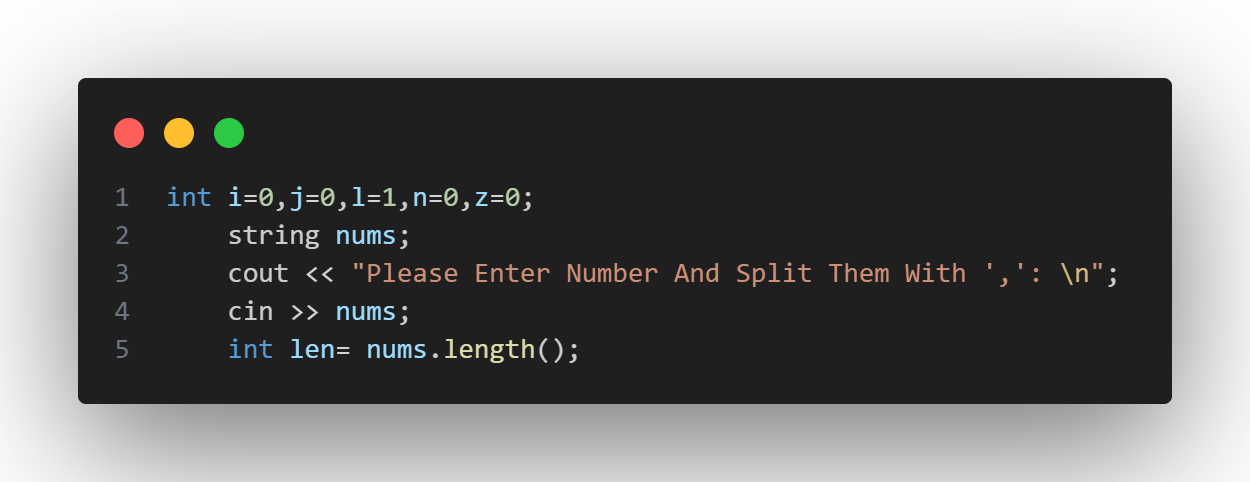 1 int i=0,j=0,l=1,n=0,z=0;
2     string nums;
3     cout << "Please Enter Number And Split Them With ',': \n";
4     cin >> nums;
5     int len= nums.length();